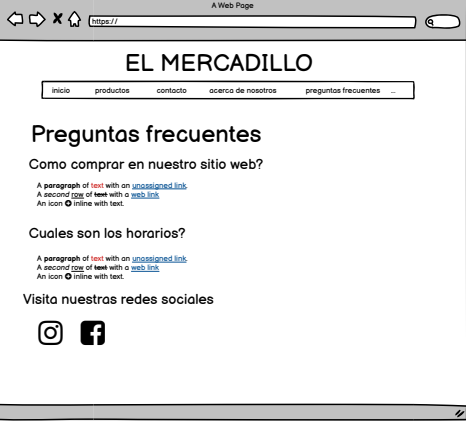 A Web Page
https://
EL MERCADILLO
inicio productos contacto acerca de nosotros preguntas frecuentes ...
Preguntas frecuentes
Como comprar en nuestro sitio web?
A paragraph of text with an unassigned link.
A second row of text with a web link
An icon inline with text.
Cuales son los horarios?
A paragraph of text with an unassigned link.
A second row of text with a web link
An icon inline with text.
Visita nuestras redes sociales